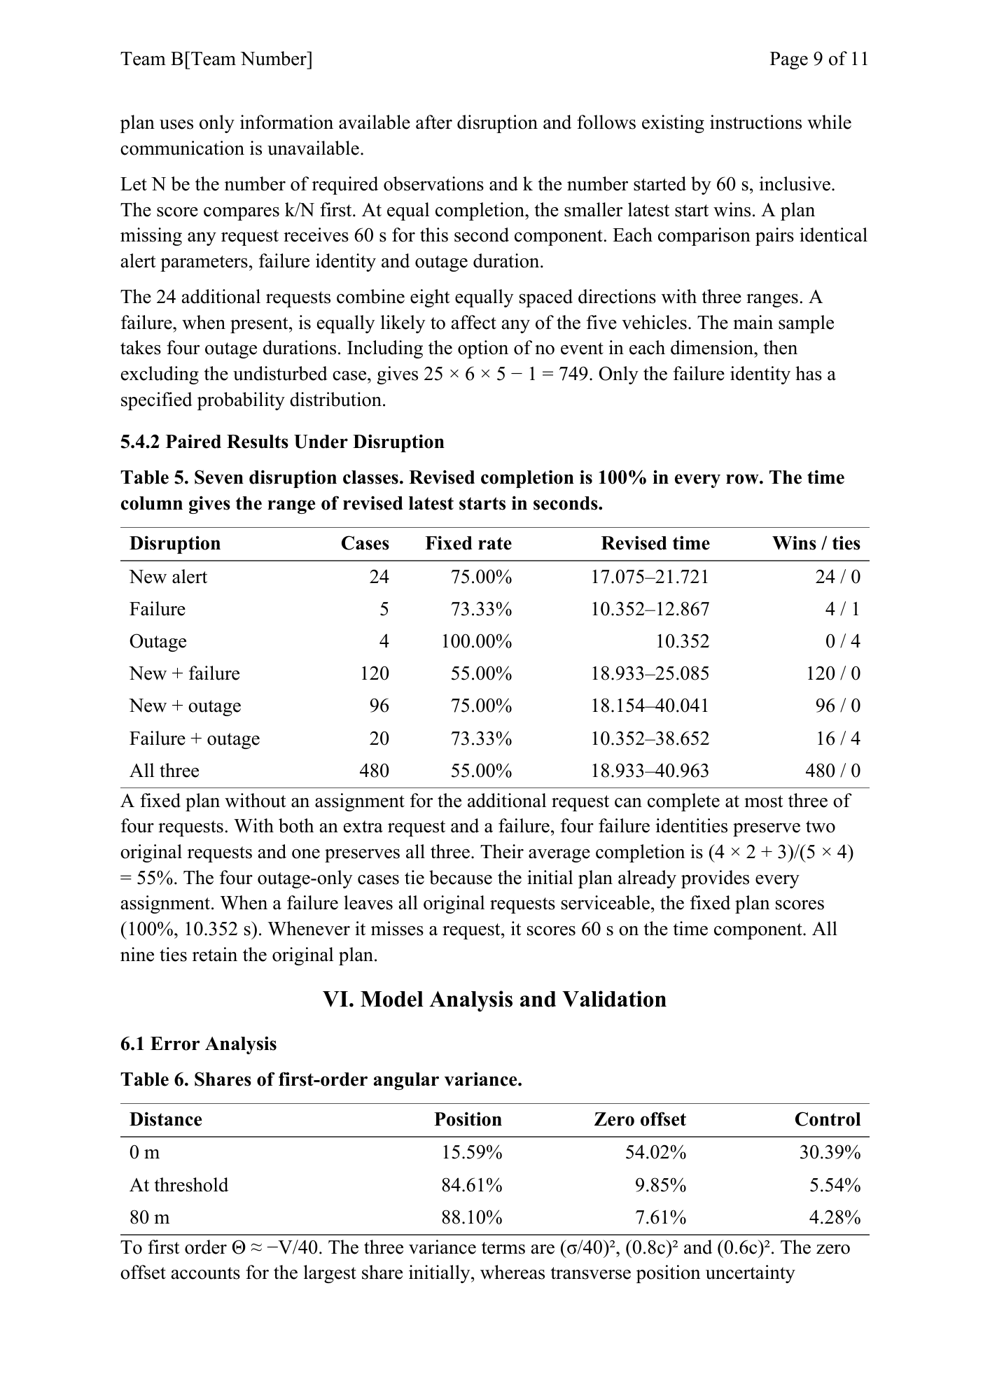 Team B[Team Number] Page 9 of 11
plan uses only information available after disruption and follows existing instructions while
communication is unavailable.
Let N be the number of required observations and k the number started by 60 s, inclusive.
The score compares k/N first. At equal completion, the smaller latest start wins. A plan
missing any request receives 60 s for this second component. Each comparison pairs identical
alert parameters, failure identity and outage duration.
The 24 additional requests combine eight equally spaced directions with three ranges. A
failure, when present, is equally likely to affect any of the five vehicles. The main sample
takes four outage durations. Including the option of no event in each dimension, then
excluding the undisturbed case, gives 25 × 6 × 5 − 1 = 749. Only the failure identity has a
specified probability distribution.
5.4.2 Paired Results Under Disruption
Table 5. Seven disruption classes. Revised completion is 100% in every row. The time
column gives the range of revised latest starts in seconds.
Disruption Cases Fixed rate Revised time Wins / ties
New alert 24 75.00% 17.075–21.721 24 / 0
Failure 5 73.33% 10.352–12.867 4 / 1
Outage 4 100.00% 10.352 0 / 4
New + failure 120 55.00% 18.933–25.085 120 / 0
New + outage 96 75.00% 18.154–40.041 96 / 0
Failure + outage 20 73.33% 10.352–38.652 16 / 4
All three 480 55.00% 18.933–40.963 480 / 0
A fixed plan without an assignment for the additional request can complete at most three of
four requests. With both an extra request and a failure, four failure identities preserve two
original requests and one preserves all three. Their average completion is (4 × 2 + 3)/(5 × 4)
= 55%. The four outage-only cases tie because the initial plan already provides every
assignment. When a failure leaves all original requests serviceable, the fixed plan scores
(100%, 10.352 s). Whenever it misses a request, it scores 60 s on the time component. All
nine ties retain the original plan.
VI. Model Analysis and Validation
6.1 Error Analysis
Table 6. Shares of first-order angular variance.
Distance Position Zero offset Control
0 m 15.59% 54.02% 30.39%
At threshold 84.61% 9.85% 5.54%
80 m 88.10% 7.61% 4.28%
To first order Θ ≈ −V/40. The three variance terms are (σ/40)², (0.8c)² and (0.6c)². The zero
offset accounts for the largest share initially, whereas transverse position uncertainty